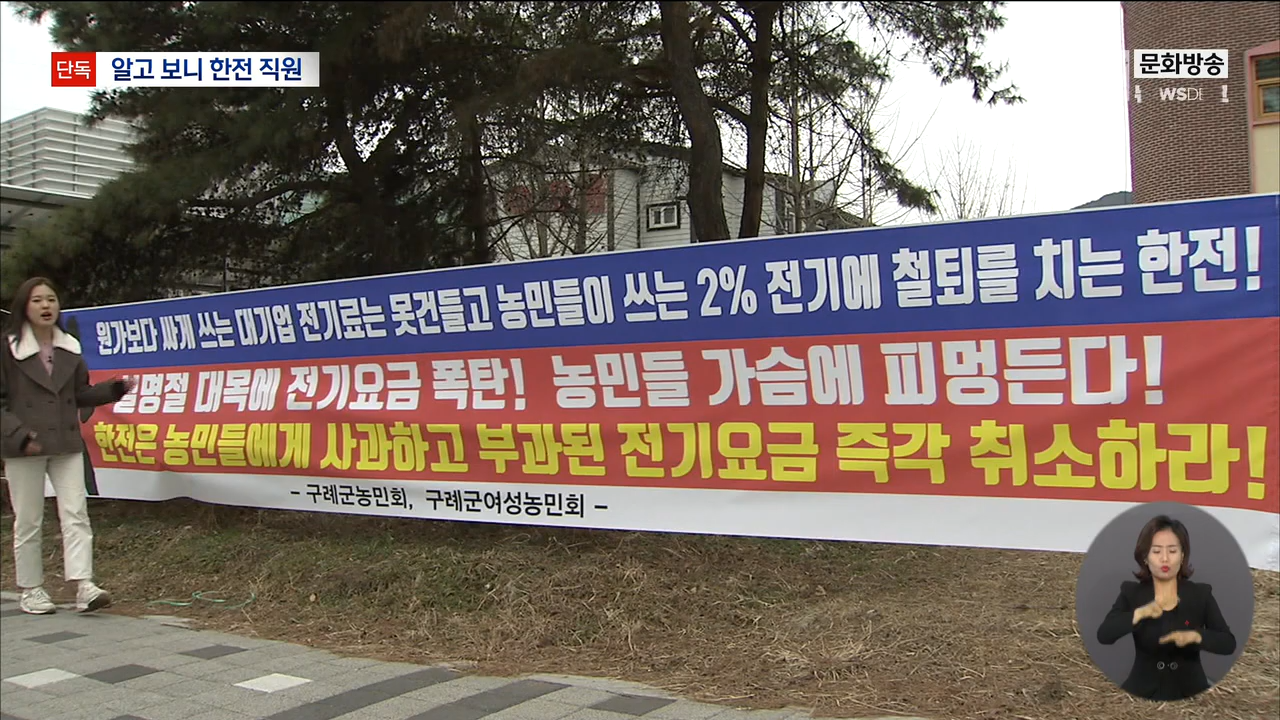 단독 알고 보니 한전 직원
문화방송
WSDE
원가보다 싸게 쓰는 대기업 전기료는 못건들고 농민들이 쓰는 2% 전기에 철퇴를 치는 한전!
설명절 대목에 전기요금 폭탄! 농민들 가슴에 피멍든다!
한전은 농민들에게 사과하고 부과된 전기요금 즉각 취소하라!
- 구례군농민회, 구례군여성농민회 -